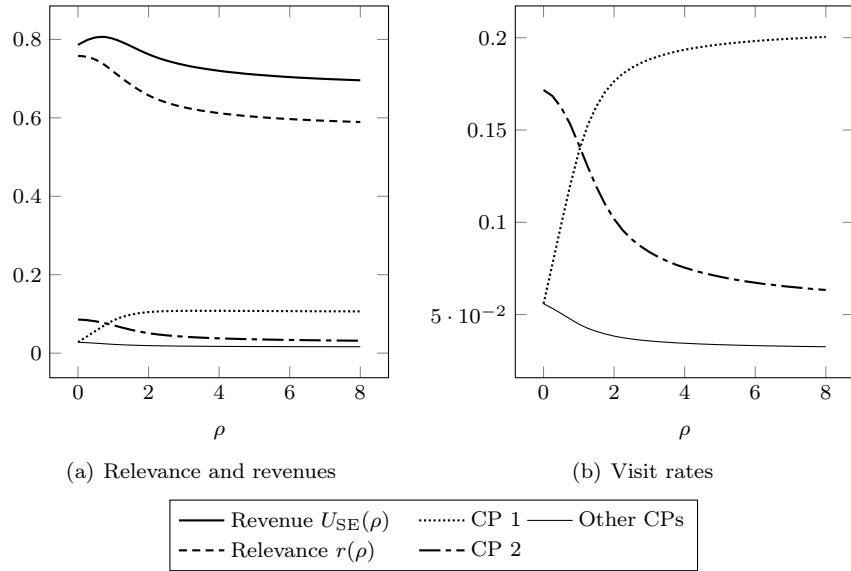 0.8
0.6
0.4
0.2
0
0 2 4 6 8
ρ
(a) Relevance and revenues
0.2
0.15
0.1
5 · 10⁻²
0 2 4 6 8
ρ
(b) Visit rates
Revenue U_SE(ρ) CP 1 Other CPs
Relevance r(ρ) CP 2